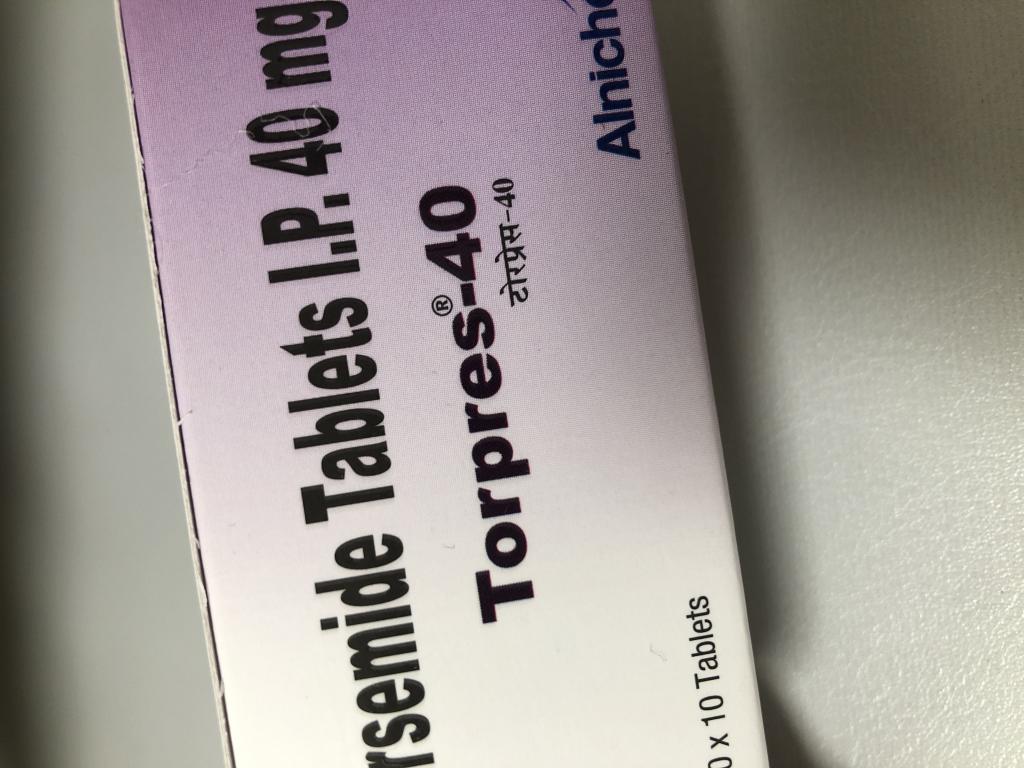 rsemide Tablets I.P. 40 mg
Torpres®-40
टोरप्रेस-40
Alniche
0 x 10 Tablets